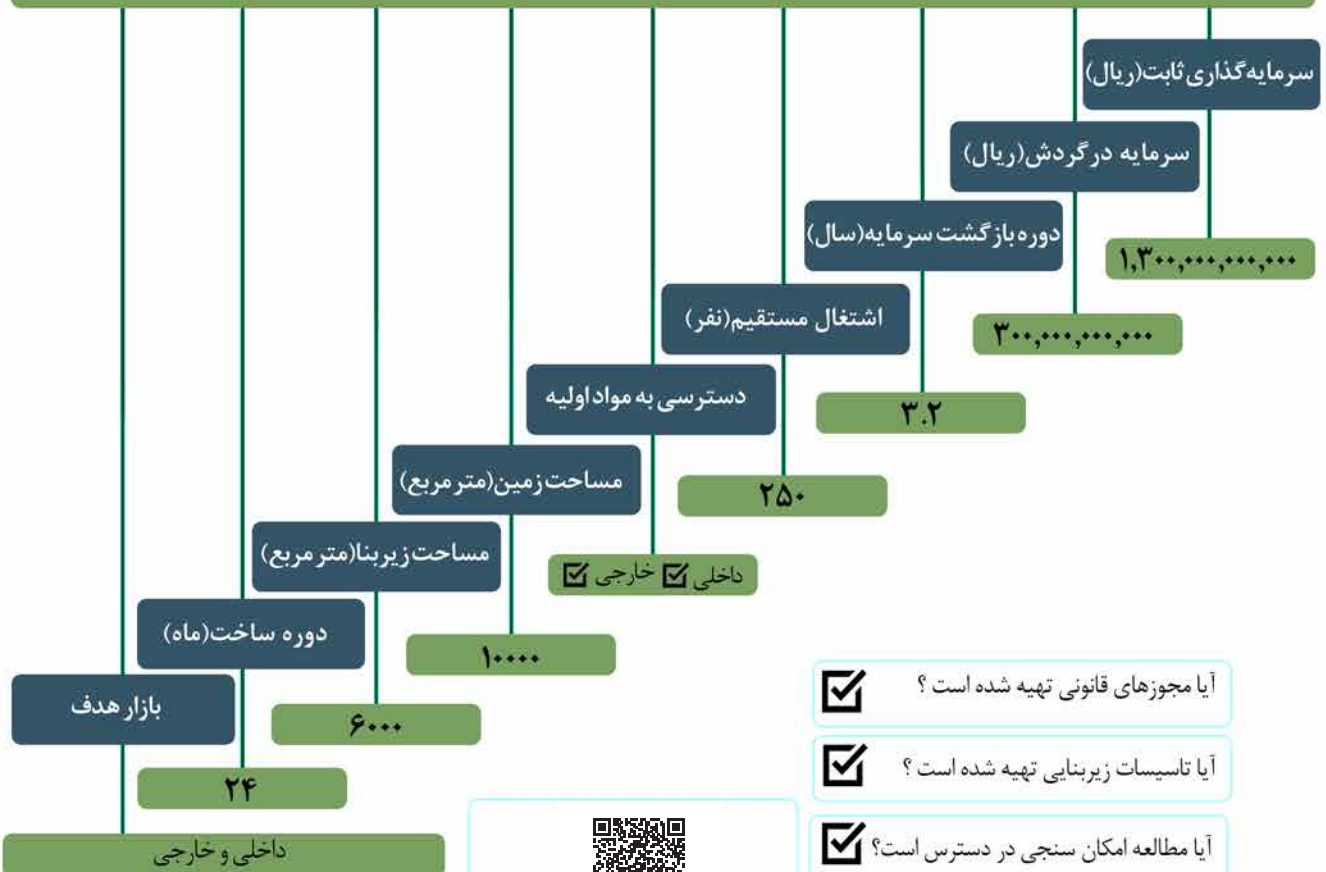 سرمایه‌گذاری ثابت(ریال)
۱,۳۰۰,۰۰۰,۰۰۰,۰۰۰
سرمایه در گردش(ریال)
۳۰۰,۰۰۰,۰۰۰,۰۰۰
دوره بازگشت سرمایه(سال)
۳.۲
اشتغال مستقیم(نفر)
۲۵۰
دسترسی به مواد اولیه
داخلی ☑ خارجی ☑
مساحت زمین(متر مربع)
۱۰۰۰۰
مساحت زیربنا(متر مربع)
۶۰۰۰
دوره ساخت(ماه)
۲۴
بازار هدف
داخلی و خارجی
آیا مجوزهای قانونی تهیه شده است ؟ ☑
آیا تاسیسات زیربنایی تهیه شده است ؟ ☑
آیا مطالعه امکان سنجی در دسترس است؟ ☑